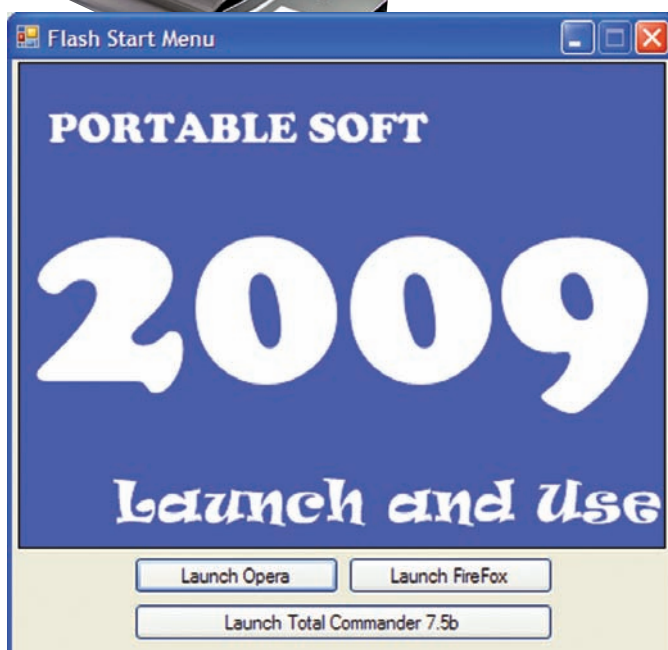 Flash Start Menu
PORTABLE SOFT
2009
Launch and Use
Launch Opera Launch FireFox
Launch Total Commander 7.5b